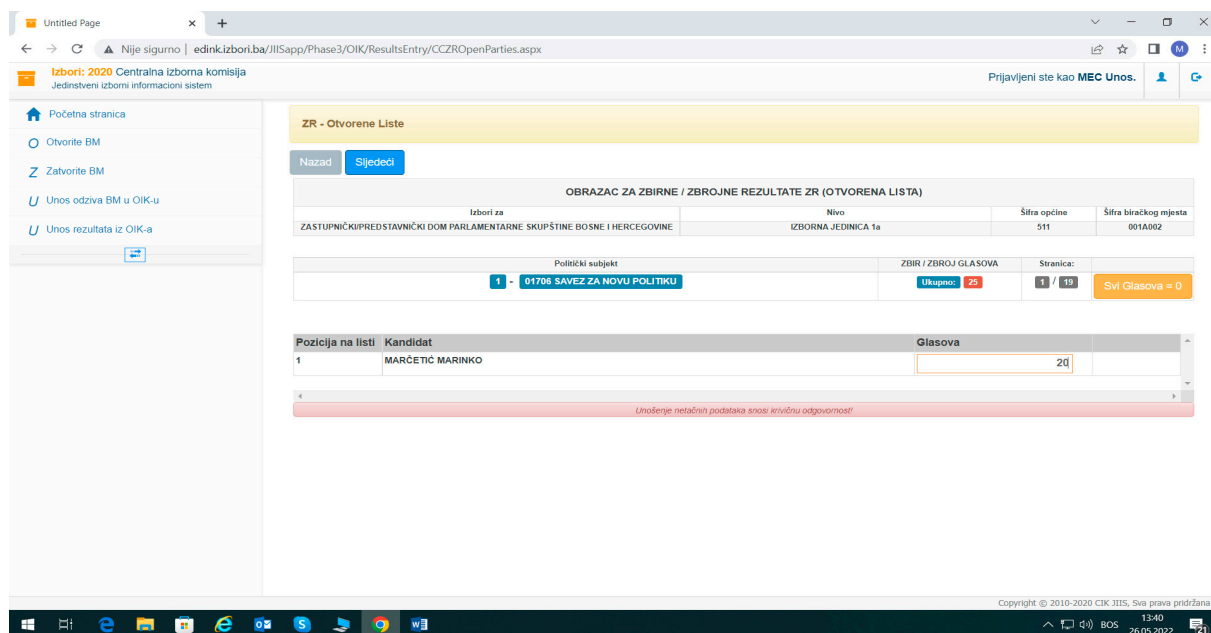 Untitled Page
Nije sigurno | edink.izbori.ba/JIISapp/Phase3/OIK/ResultsEntry/CCZROpenParties.aspx
M
Izbori: 2020 Centralna izborna komisija
Jedinstveni izborni informacioni sistem
Prijavljeni ste kao MEC Unos.
Početna stranica
O Otvorite BM
Z Zatvorite BM
U Unos odziva BM u OIK-u
U Unos rezultata iz OIK-a
ZR - Otvorene Liste
Nazad Sljedeći
OBRAZAC ZA ZBIRNE / ZBROJNE REZULTATE ZR (OTVORENA LISTA)
Izbori za Nivo Šifra općine Šifra biračkog mjesta
ZASTUPNIČKI/PREDSTAVNIČKI DOM PARLAMENTARNE SKUPŠTINE BOSNE I HERCEGOVINE IZBORNA JEDINICA 1a 511 001A002
Politički subjekt ZBIR / ZBROJ GLASOVA Stranica:
1 - 01706 SAVEZ ZA NOVU POLITIKU Ukupno: 25 1 / 19 Svi Glasova = 0
Pozicija na listi Kandidat Glasova
1 MARČETIĆ MARINKO 20
Unošenje netačnih podataka snosi krivičnu odgovornost!
Copyright © 2010-2020 CIK JIIS, Sva prava pridržana
BOS 13:40
26.05.2022 21